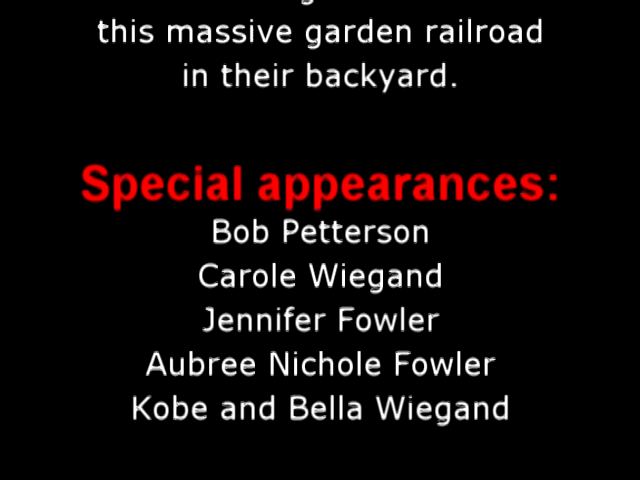 this massive garden railroad
in their backyard.
Special appearances:
Bob Petterson
Carole Wiegand
Jennifer Fowler
Aubree Nichole Fowler
Kobe and Bella Wiegand